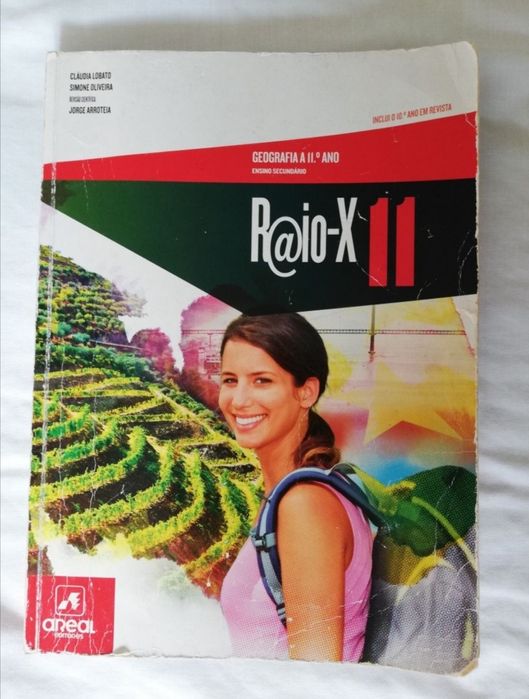 CLÁUDIA LOBATO
SIMONE OLIVEIRA
REVISÃO CIENTÍFICA
JORGE ARROTEIA
INCLUI O 10.º ANO EM REVISTA
GEOGRAFIA A 11.º ANO
ENSINO SECUNDÁRIO
R@io-X 11
AREAL
EDITORES